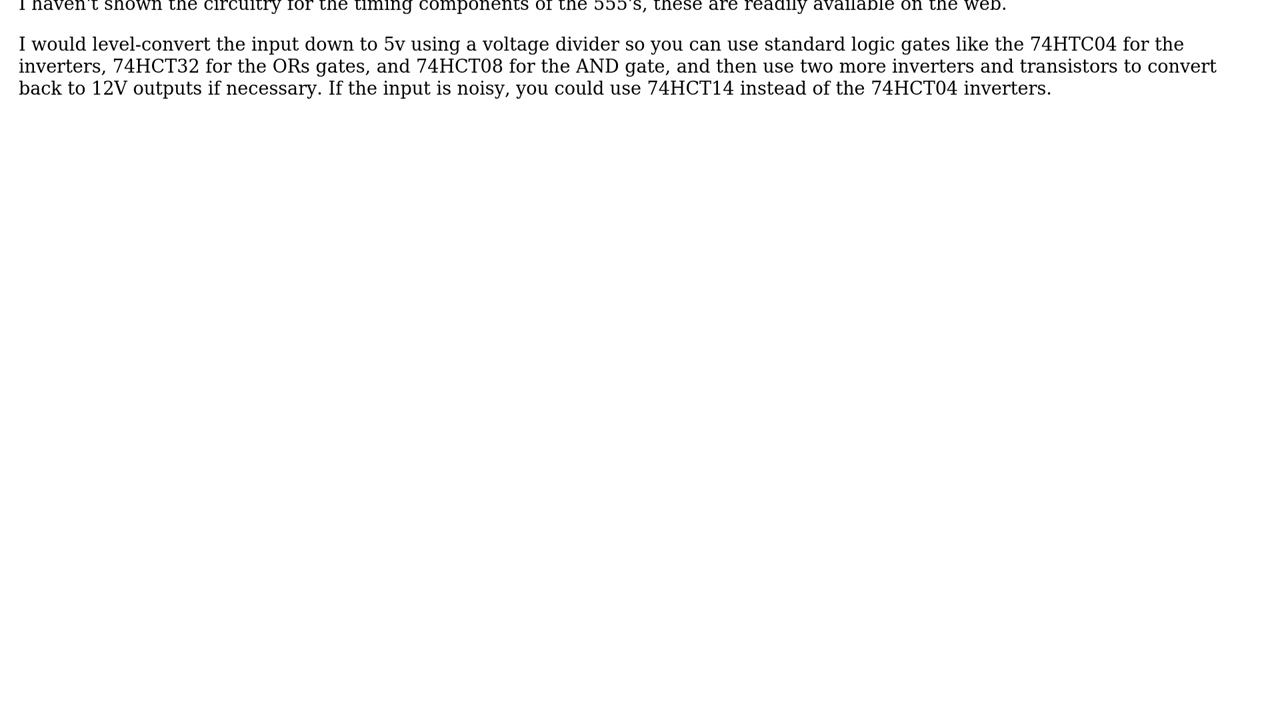 I haven't shown the circuitry for the timing components of the 555's, these are readily available on the web.
I would level-convert the input down to 5v using a voltage divider so you can use standard logic gates like the 74HTC04 for the
inverters, 74HCT32 for the ORs gates, and 74HCT08 for the AND gate, and then use two more inverters and transistors to convert
back to 12V outputs if necessary. If the input is noisy, you could use 74HCT14 instead of the 74HCT04 inverters.